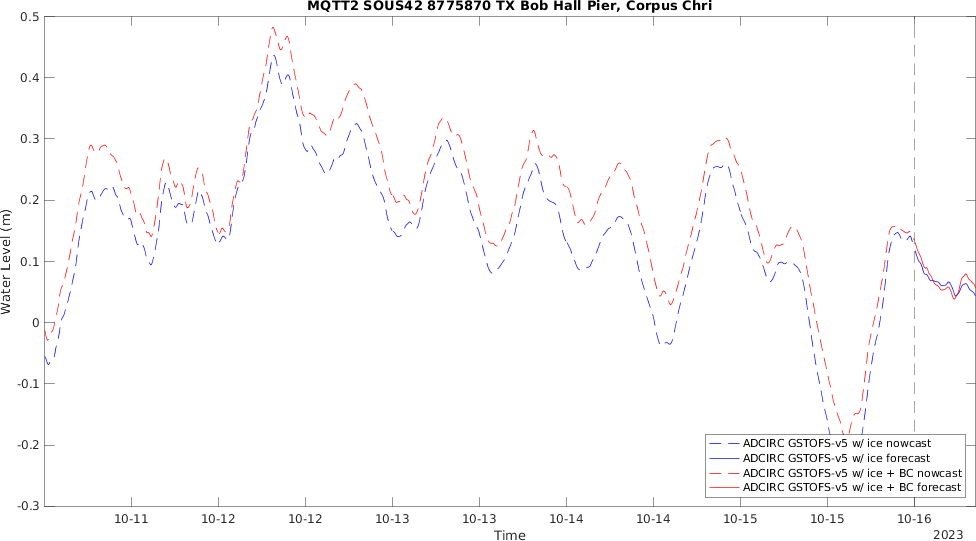 MQTT2 SOUS42 8775870 TX Bob Hall Pier, Corpus Chri
Water Level (m)
0.5
0.4
0.3
0.2
0.1
0
-0.1
-0.2
-0.3
ADCIRC GSTOFS-v5 w/ ice nowcast
ADCIRC GSTOFS-v5 w/ ice forecast
ADCIRC GSTOFS-v5 w/ ice + BC nowcast
ADCIRC GSTOFS-v5 w/ ice + BC forecast
10-11 10-12 10-12 10-13 10-13 10-14 10-14 10-15 10-15 10-16
Time
2023